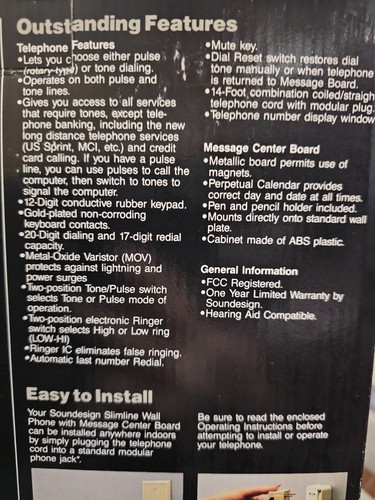 Outstanding Features
Telephone Features
•Lets you choose either pulse
(rotary-type) or tone dialing.
•Operates on both pulse and
tone lines.
•Gives you access to all services
that require tones, except tele-
phone banking, including the new
long distance telephone services
(US Sprint, MCI, etc.) and credit
card calling. If you have a pulse
line, you can use pulses to call the
computer, then switch to tones to
signal the computer.
•12-Digit conductive rubber keypad.
•Gold-plated non-corroding
keyboard contacts.
•20-Digit dialing and 17-digit redial
capacity.
•Metal-Oxide Varistor (MOV)
protects against lightning and
power surges
•Two-position Tone/Pulse switch
selects Tone or Pulse mode of
operation.
•Two-position electronic Ringer
switch selects High or Low ring
(LOW-HI)
•Ringer IC eliminates false ringing.
•Automatic last number Redial.
•Mute key.
•Dial Reset switch restores dial
tone manually or when telephone
is returned to Message Board.
•14-Foot combination coiled/straigh
telephone cord with modular plug.
•Telephone number display window
Message Center Board
•Metallic board permits use of
magnets.
•Perpetual Calendar provides
correct day and date at all times.
•Pen and pencil holder included.
•Mounts directly onto standard wall
plate.
•Cabinet made of ABS plastic.
General Information
•FCC Registered.
•One Year Limited Warranty by
Soundesign.
•Hearing Aid Compatible.
Easy to Install
Your Soundesign Slimline Wall
Phone with Message Center Board
can be installed anywhere indoors
by simply plugging the telephone
cord into a standard modular
phone jack*.
Be sure to read the enclosed
Operating Instructions before
attempting to install or operate
your telephone.